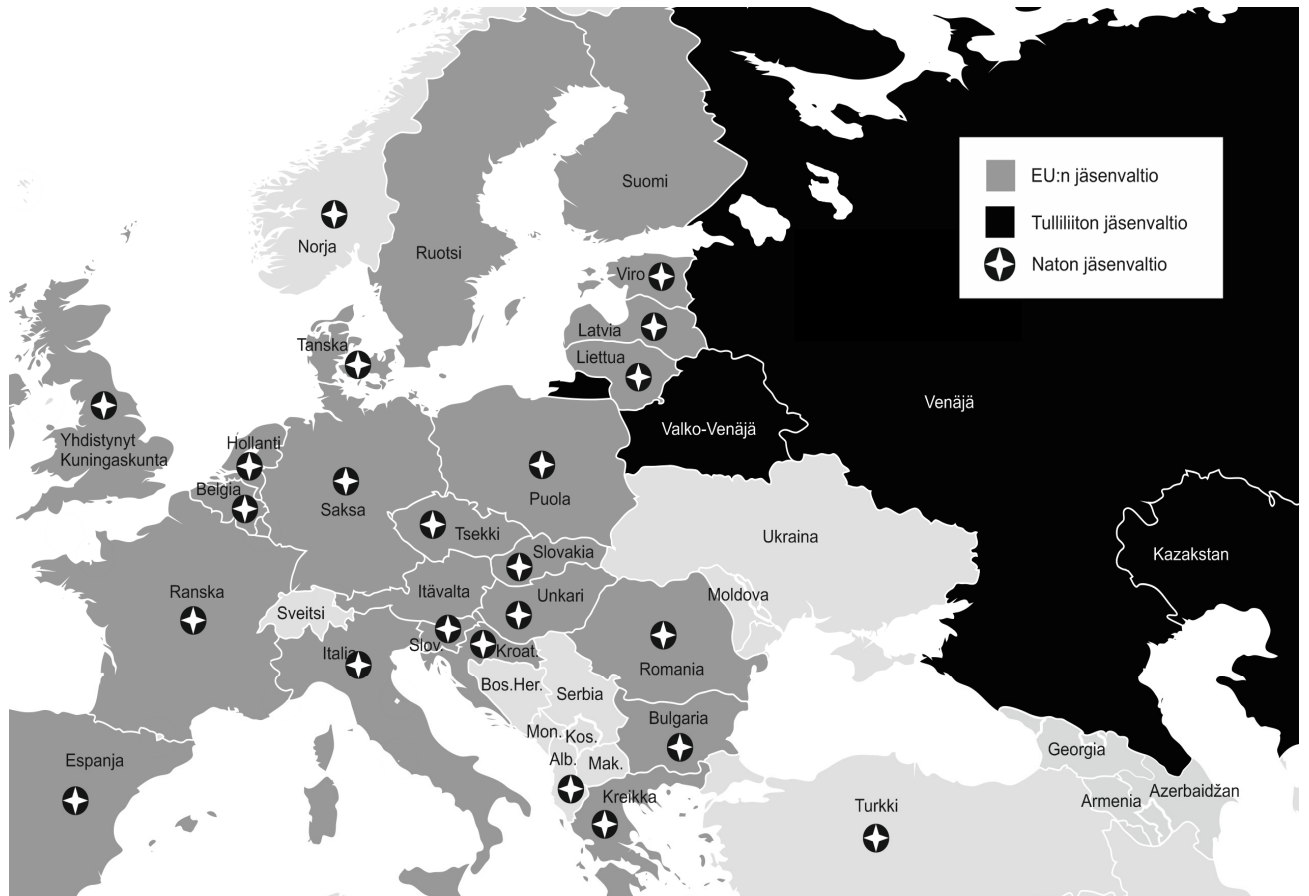 EU:n jäsenvaltio
Tulliliiton jäsenvaltio
Naton jäsenvaltio
Suomi
Norja
Ruotsi
Viro
Latvia
Tanska
Liettua
Venäjä
Valko-Venäjä
Yhdistynyt
Kuningaskunta
Hollanti
Belgia
Saksa
Puola
Tsekki
Ukraina
Slovakia
Kazakstan
Ranska
Itävalta
Unkari
Moldova
Sveitsi
Slov.
Kroat.
Italia
Romania
Bos.Her.
Serbia
Bulgaria
Mon.
Kos.
Georgia
Espanja
Alb.
Mak.
Azerbaidžan
Kreikka
Armenia
Turkki